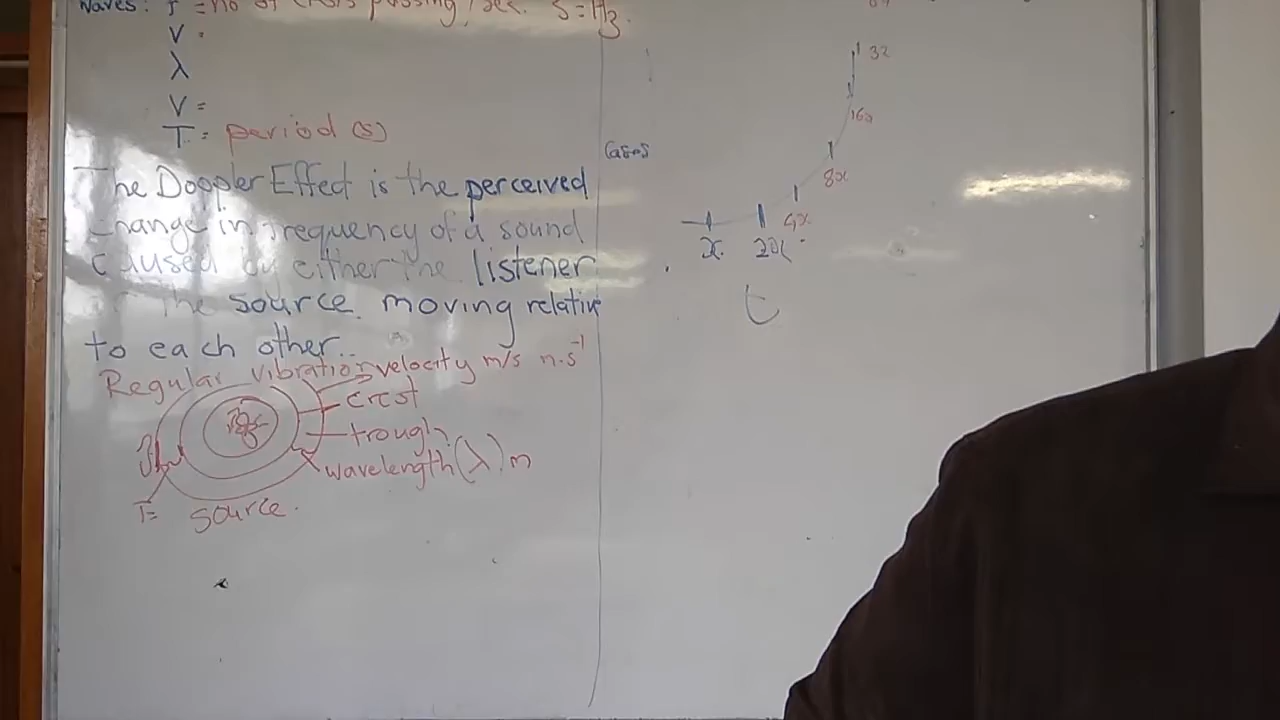 Waves: f = no of crests passing / sec. s = Hz.
V =
λ
V =
T = period (s)
The Doppler Effect is the perceived
change in frequency of a sound
caused by either the listener
the source moving relative
to each other..
Regular vibration velocity m/s m.s⁻¹
crest
trough
wavelength (λ) m
T=
source.
Cases
32
16x
8x
4x
x 2x
t